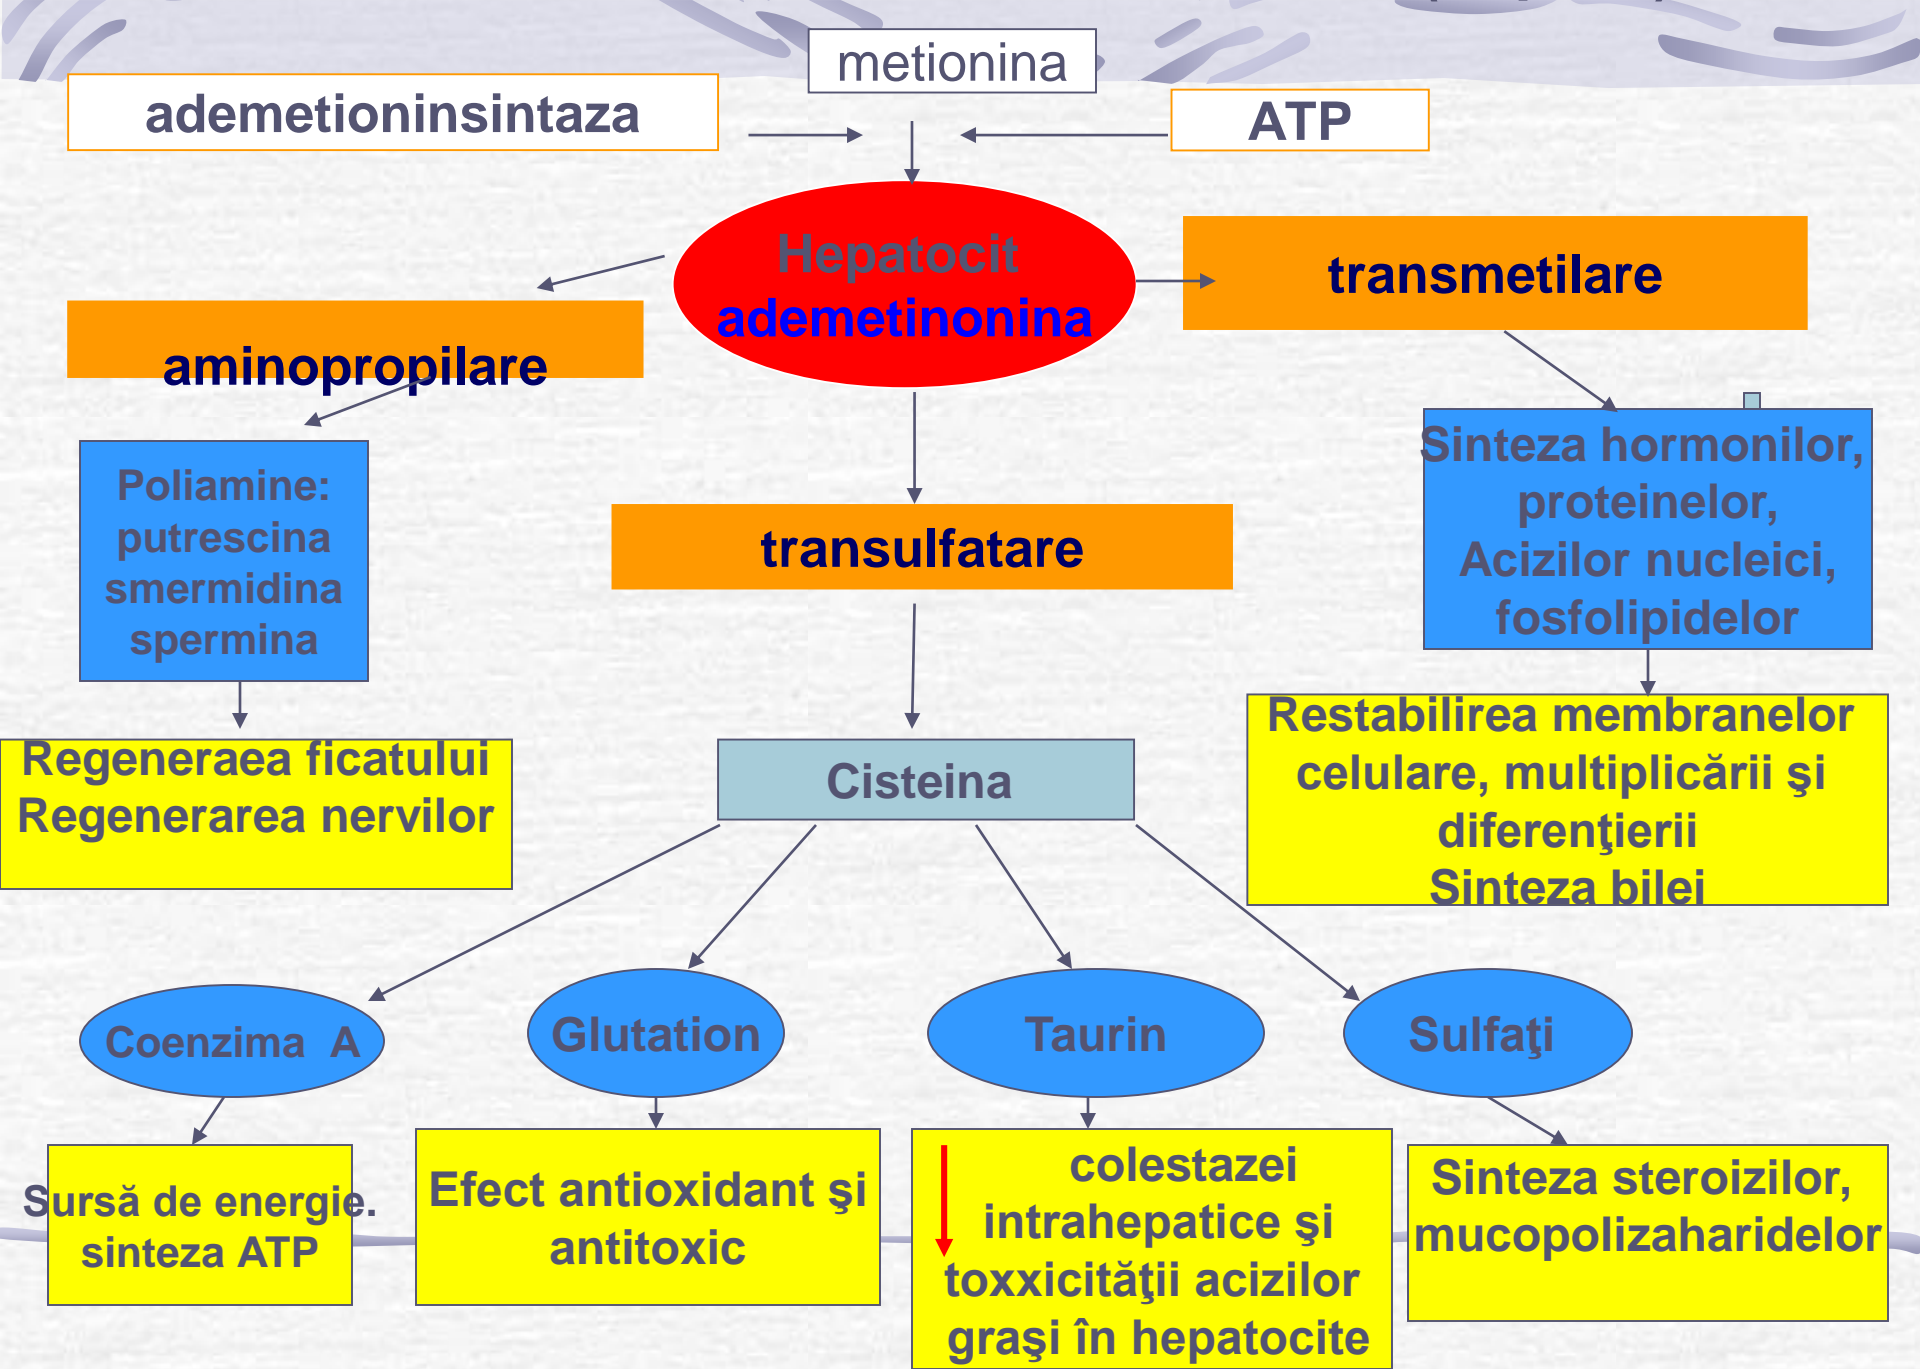 metionina
ademetioninsintaza
ATP
Hepatocit
ademetinonina
transmetilare
aminopropilare
Poliamine:
putrescina
smermidina
spermina
transulfatare
Sinteza hormonilor,
proteinelor,
Acizilor nucleici,
fosfolipidelor
Regeneraea ficatului
Regenerarea nervilor
Cisteina
Restabilirea membranelor
celulare, multiplicării şi
diferenţierii
Sinteza bilei
Coenzima A
Glutation
Taurin
Sulfaţi
Sursă de energie.
sinteza ATP
Efect antioxidant şi
antitoxic
colestazei
intrahepatice şi
toxxicităţii acizilor
graşi în hepatocite
Sinteza steroizilor,
mucopolizaharidelor